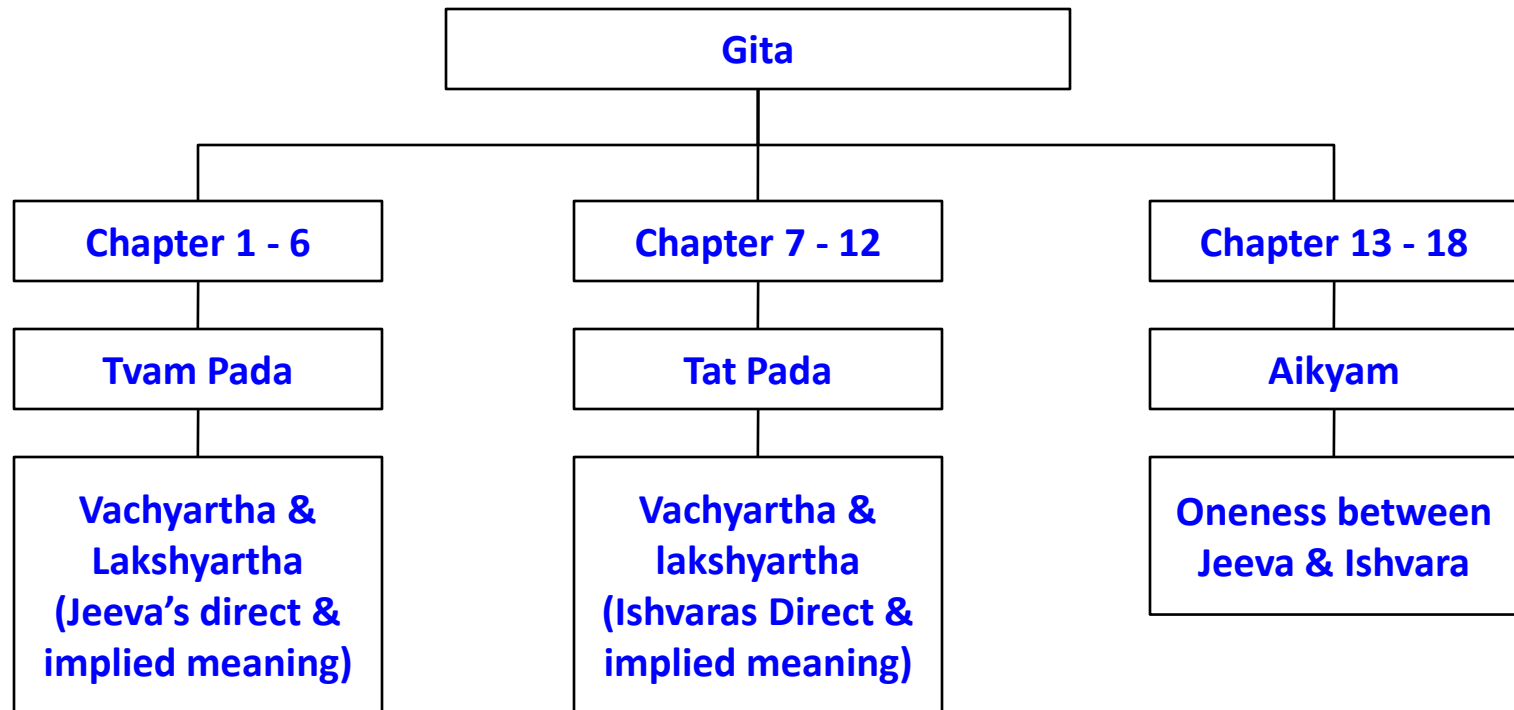 Gita
Chapter 1 - 6
Chapter 7 - 12
Chapter 13 - 18
Tvam Pada
Tat Pada
Aikyam
Vachyartha &
Lakshyartha
(Jeeva’s direct &
implied meaning)
Vachyartha &
lakshyartha
(Ishvaras Direct &
implied meaning)
Oneness between
Jeeva & Ishvara